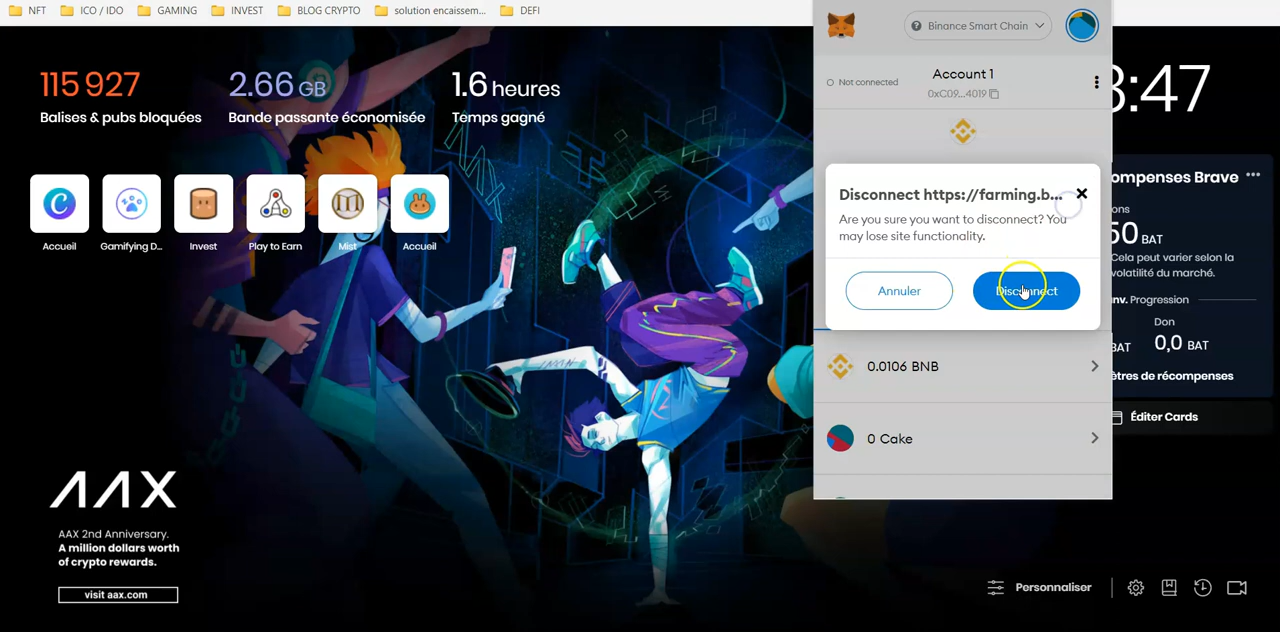 NFT
ICO / IDO
GAMING
INVEST
BLOG CRYPTO
solution encaissem...
DEFI
115 927
Balises & pubs bloquées
2.66 GB
Bande passante économisée
1.6 heures
Temps gagné
Accueil
Gamifying D...
Invest
Play to Earn
Mist
Accueil
AAX
AAX 2nd Anniversary.
A million dollars worth
of crypto rewards.
visit aax.com
Binance Smart Chain
Not connected
Account 1
0xC09...4019
Disconnect https://farming.b...
Are you sure you want to disconnect? You
may lose site functionality.
Annuler
Disconnect
0.0106 BNB
0 Cake
:47
ompenses Brave
ons
BAT
Cela peut varier selon la
volatilité du marché.
nv. Progression
Don
BAT
0,0 BAT
ètres de récompenses
Éditer Cards
Personnaliser